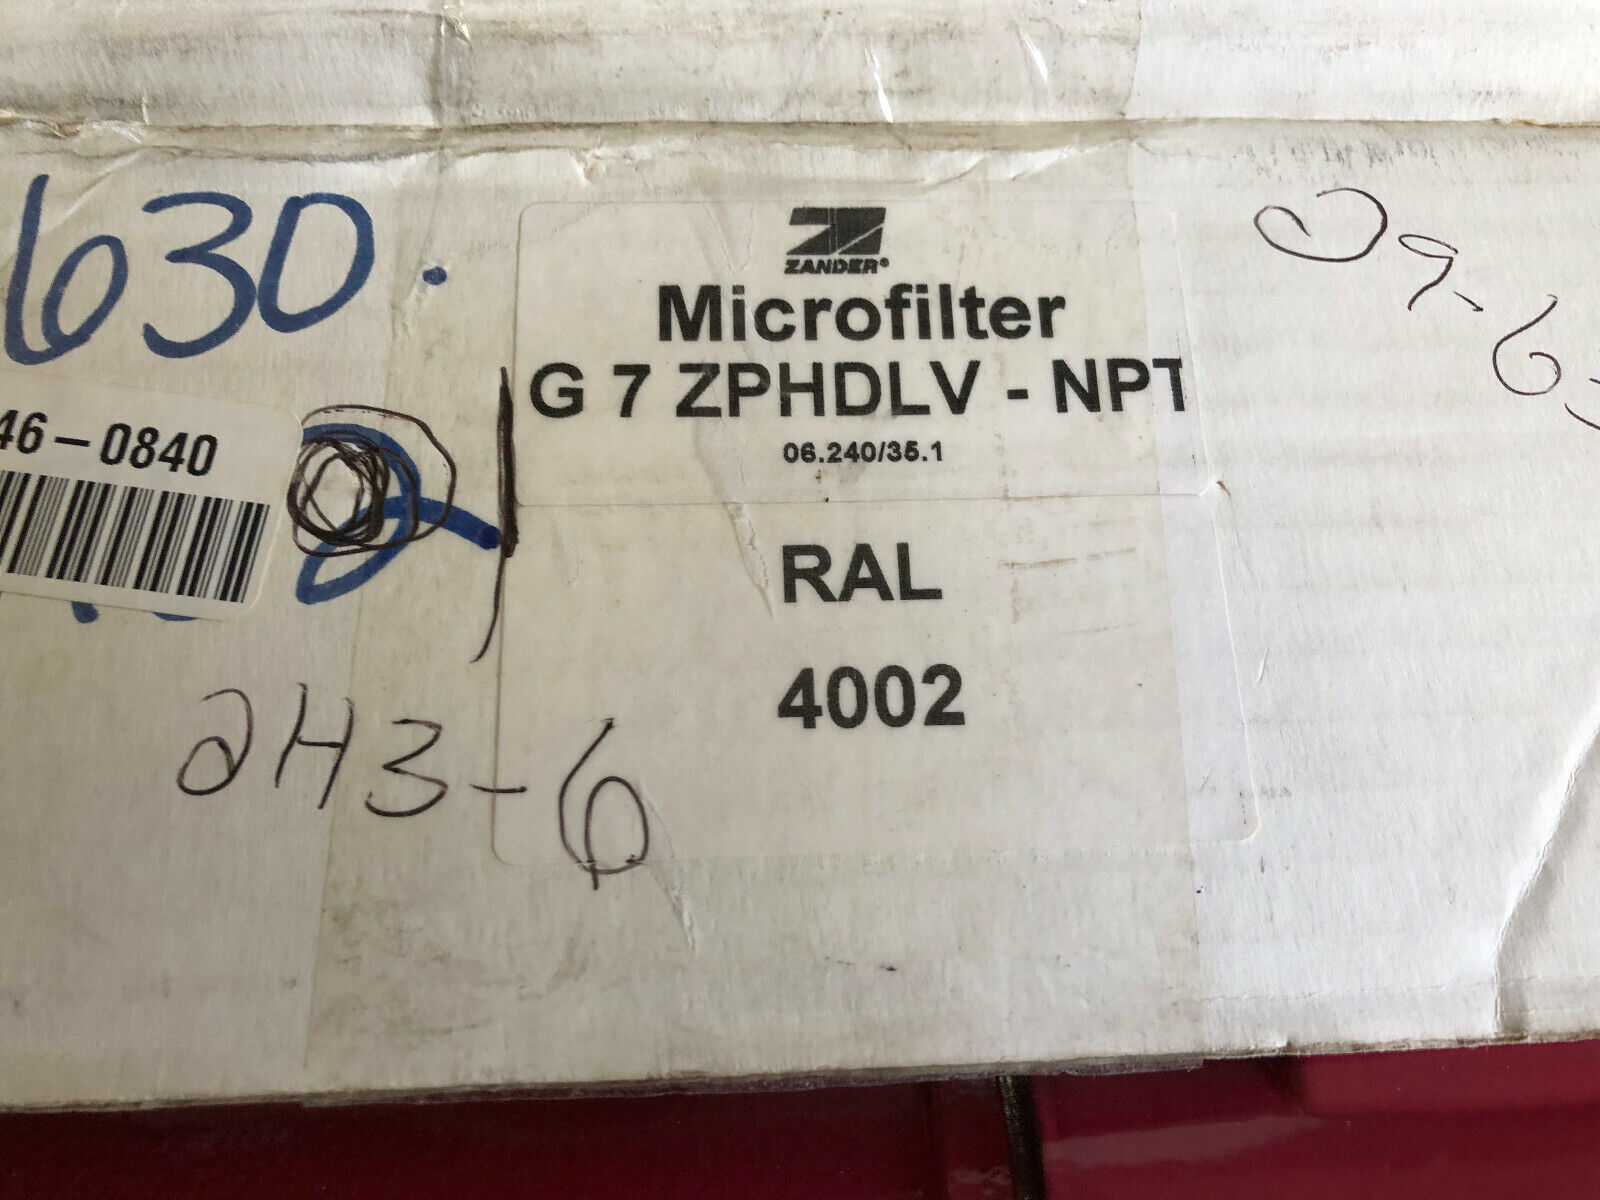 630.
ZANDER®
Microfilter
G 7 ZPHDLV - NPT
06.240/35.1
46-0840
RAL
4002
2H3-6